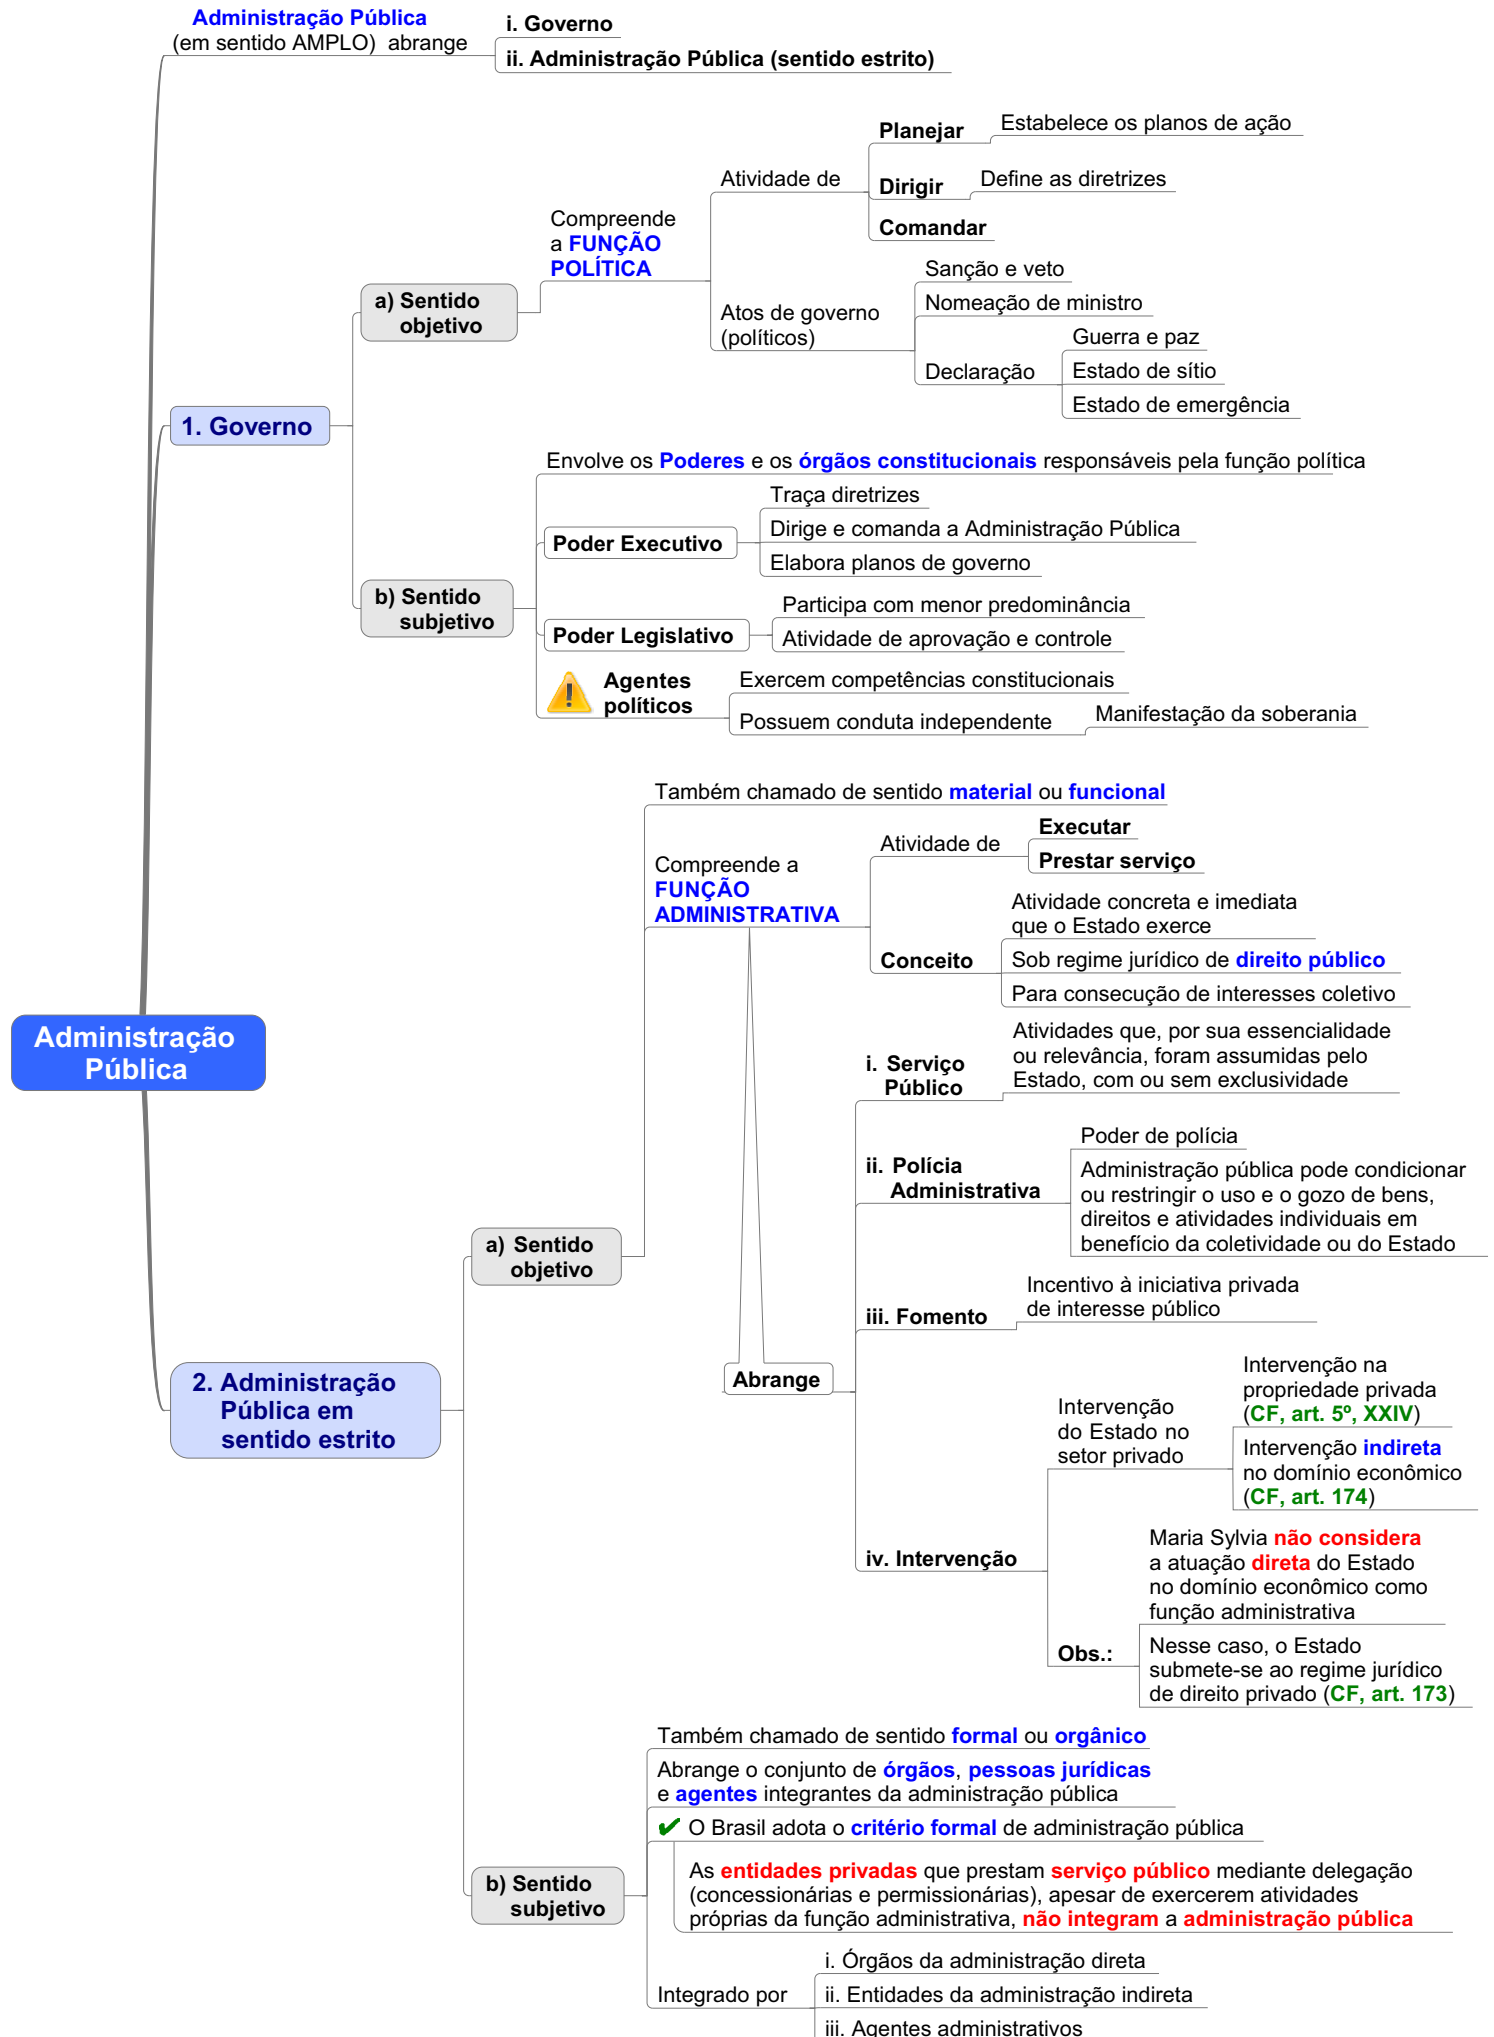 Administração Pública
(em sentido AMPLO) abrange
i. Governo
ii. Administração Pública (sentido estrito)
1. Governo
a) Sentido
objetivo
Compreende
a FUNÇÃO
POLÍTICA
Atividade de
Planejar
Estabelece os planos de ação
Dirigir
Define as diretrizes
Comandar
Atos de governo
(políticos)
Sanção e veto
Nomeação de ministro
Declaração
Guerra e paz
Estado de sítio
Estado de emergência
b) Sentido
subjetivo
Envolve os Poderes e os órgãos constitucionais responsáveis pela função política
Poder Executivo
Traça diretrizes
Dirige e comanda a Administração Pública
Elabora planos de governo
Poder Legislativo
Participa com menor predominância
Atividade de aprovação e controle
Agentes
políticos
Exercem competências constitucionais
Possuem conduta independente
Manifestação da soberania
Administração
Pública
2. Administração
Pública em
sentido estrito
a) Sentido
objetivo
Também chamado de sentido material ou funcional
Compreende a
FUNÇÃO
ADMINISTRATIVA
Atividade de
Executar
Prestar serviço
Conceito
Atividade concreta e imediata
que o Estado exerce
Sob regime jurídico de direito público
Para consecução de interesses coletivo
Abrange
i. Serviço
Público
Atividades que, por sua essencialidade
ou relevância, foram assumidas pelo
Estado, com ou sem exclusividade
ii. Polícia
Administrativa
Poder de polícia
Administração pública pode condicionar
ou restringir o uso e o gozo de bens,
direitos e atividades individuais em
benefício da coletividade ou do Estado
iii. Fomento
Incentivo à iniciativa privada
de interesse público
iv. Intervenção
Intervenção
do Estado no
setor privado
Intervenção na
propriedade privada
(CF, art. 5º, XXIV)
Intervenção indireta
no domínio econômico
(CF, art. 174)
Obs.:
Maria Sylvia não considera
a atuação direta do Estado
no domínio econômico como
função administrativa
Nesse caso, o Estado
submete-se ao regime jurídico
de direito privado (CF, art. 173)
b) Sentido
subjetivo
Também chamado de sentido formal ou orgânico
Abrange o conjunto de órgãos, pessoas jurídicas
e agentes integrantes da administração pública
✔ O Brasil adota o critério formal de administração pública
As entidades privadas que prestam serviço público mediante delegação
(concessionárias e permissionárias), apesar de exercerem atividades
próprias da função administrativa, não integram a administração pública
Integrado por
i. Órgãos da administração direta
ii. Entidades da administração indireta
iii. Agentes administrativos